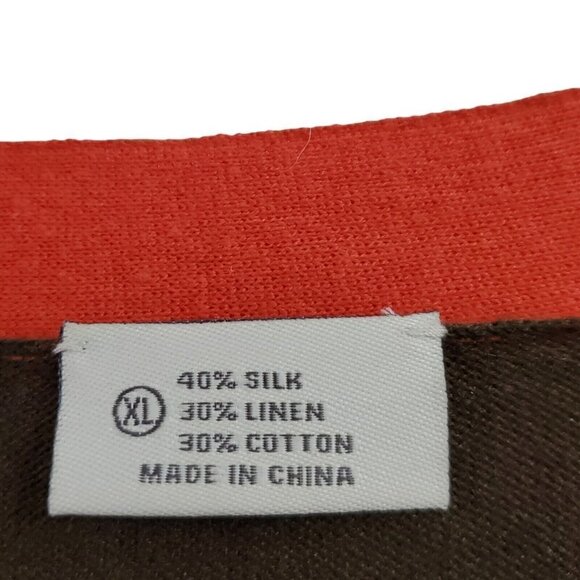 40% SILK
XL 30% LINEN
30% COTTON
MADE IN CHINA